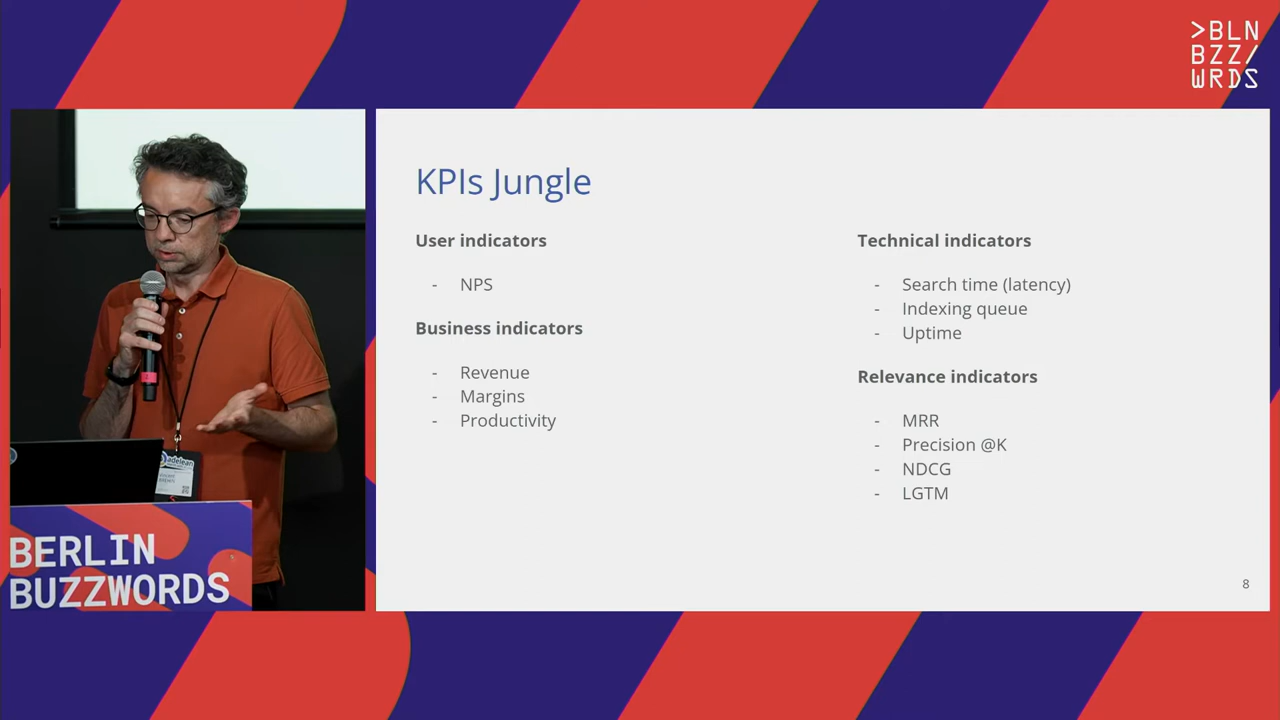 >BLN
BZZ/
WRDS
KPIs Jungle
User indicators
- NPS
Business indicators
- Revenue
- Margins
- Productivity
Technical indicators
- Search time (latency)
- Indexing queue
- Uptime
Relevance indicators
- MRR
- Precision @K
- NDCG
- LGTM
8
adelean
BERLIN
BUZZWORDS